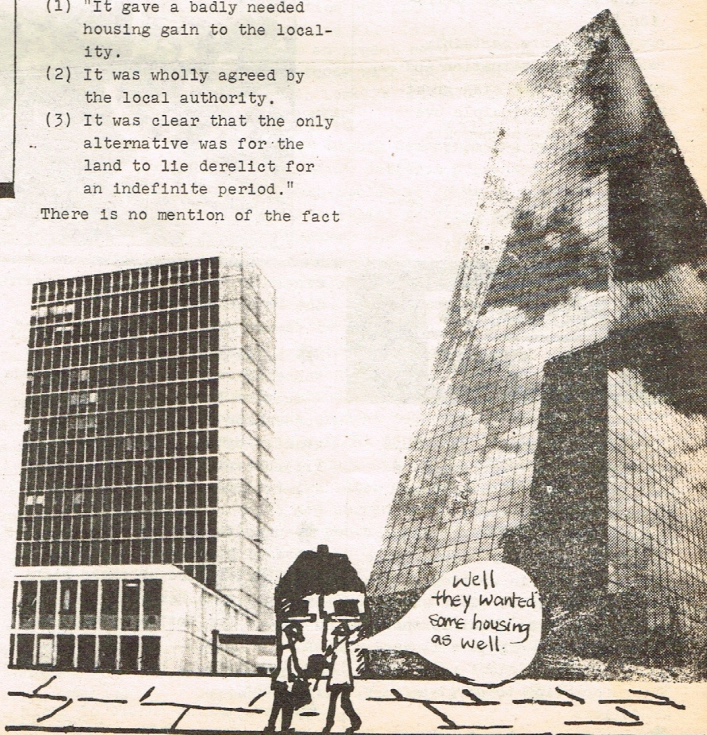 (1) "It gave a badly needed
housing gain to the local-
ity.
(2) It was wholly agreed by
the local authority.
(3) It was clear that the only
alternative was for the
land to lie derelict for
an indefinite period."
There is no mention of the fact
Well
they wanted
some housing
as well.